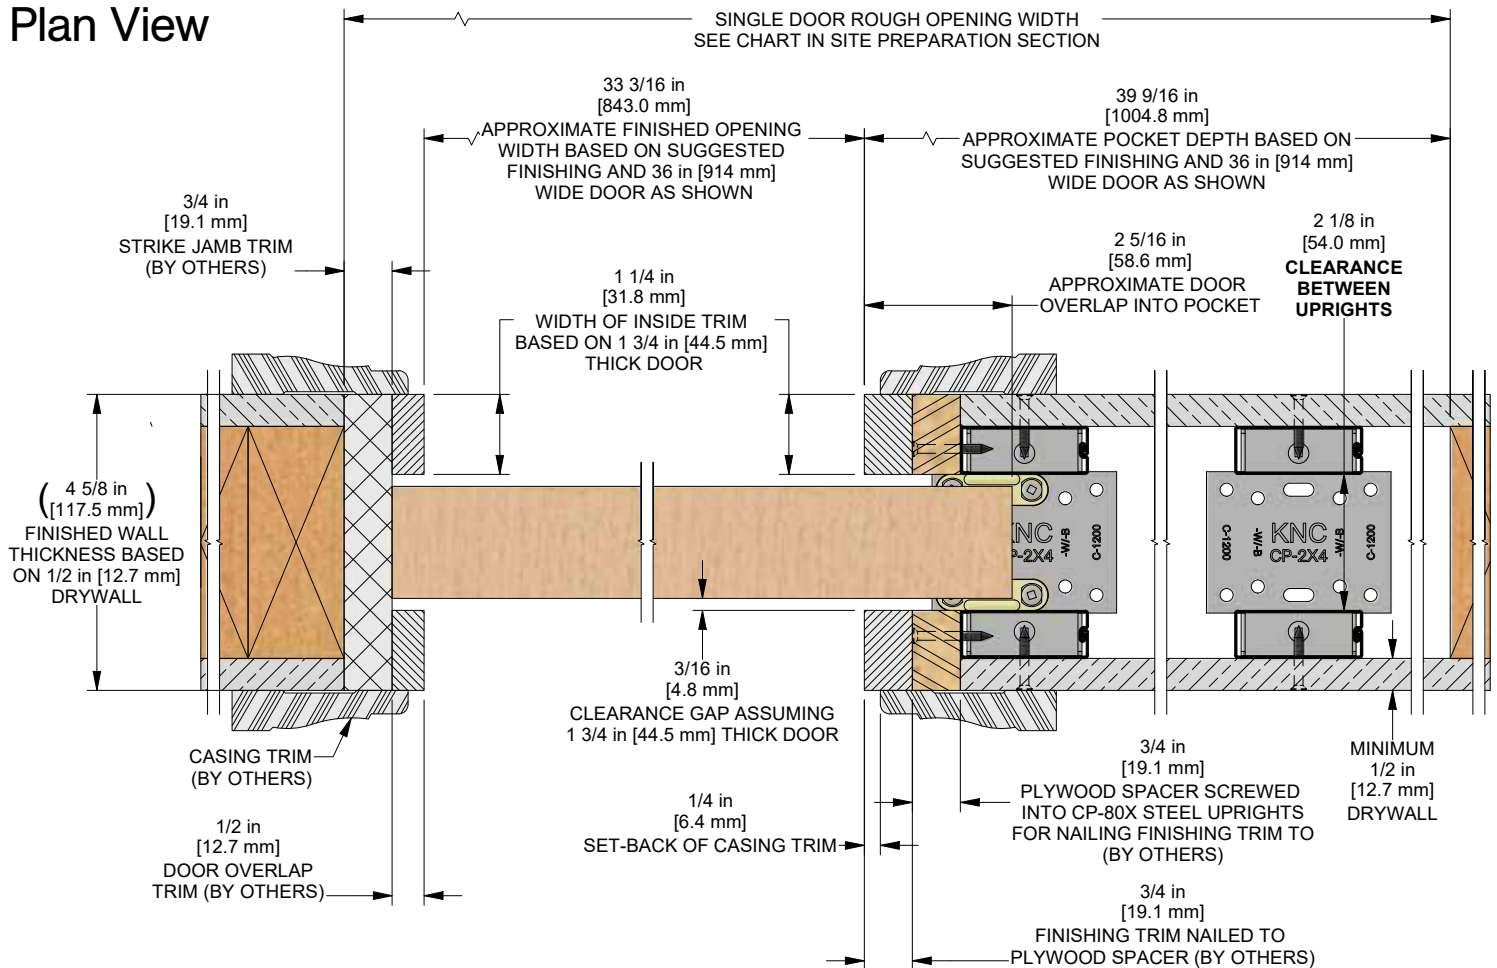 Plan View
SINGLE DOOR ROUGH OPENING WIDTH
SEE CHART IN SITE PREPARATION SECTION
33 3/16 in
[843.0 mm]
APPROXIMATE FINISHED OPENING
WIDTH BASED ON SUGGESTED
FINISHING AND 36 in [914 mm]
WIDE DOOR AS SHOWN
39 9/16 in
[1004.8 mm]
APPROXIMATE POCKET DEPTH BASED ON
SUGGESTED FINISHING AND 36 in [914 mm]
WIDE DOOR AS SHOWN
3/4 in
[19.1 mm]
STRIKE JAMB TRIM
(BY OTHERS)
1 1/4 in
[31.8 mm]
WIDTH OF INSIDE TRIM
BASED ON 1 3/4 in [44.5 mm]
THICK DOOR
2 5/16 in
[58.6 mm]
APPROXIMATE DOOR
OVERLAP INTO POCKET
2 1/8 in
[54.0 mm]
CLEARANCE
BETWEEN
UPRIGHTS
(4 5/8 in
[117.5 mm])
FINISHED WALL
THICKNESS BASED
ON 1/2 in [12.7 mm]
DRYWALL
KNC
CP-2X4
-W/-B
C-1200
C-1200
-W/-B
KNC
CP-2X4
-W/-B
C-1200
3/16 in
[4.8 mm]
CLEARANCE GAP ASSUMING
1 3/4 in [44.5 mm] THICK DOOR
CASING TRIM
(BY OTHERS)
1/2 in
[12.7 mm]
DOOR OVERLAP
TRIM (BY OTHERS)
1/4 in
[6.4 mm]
SET-BACK OF CASING TRIM
3/4 in
[19.1 mm]
PLYWOOD SPACER SCREWED
INTO CP-80X STEEL UPRIGHTS
FOR NAILING FINISHING TRIM TO
(BY OTHERS)
MINIMUM
1/2 in
[12.7 mm]
DRYWALL
3/4 in
[19.1 mm]
FINISHING TRIM NAILED TO
PLYWOOD SPACER (BY OTHERS)